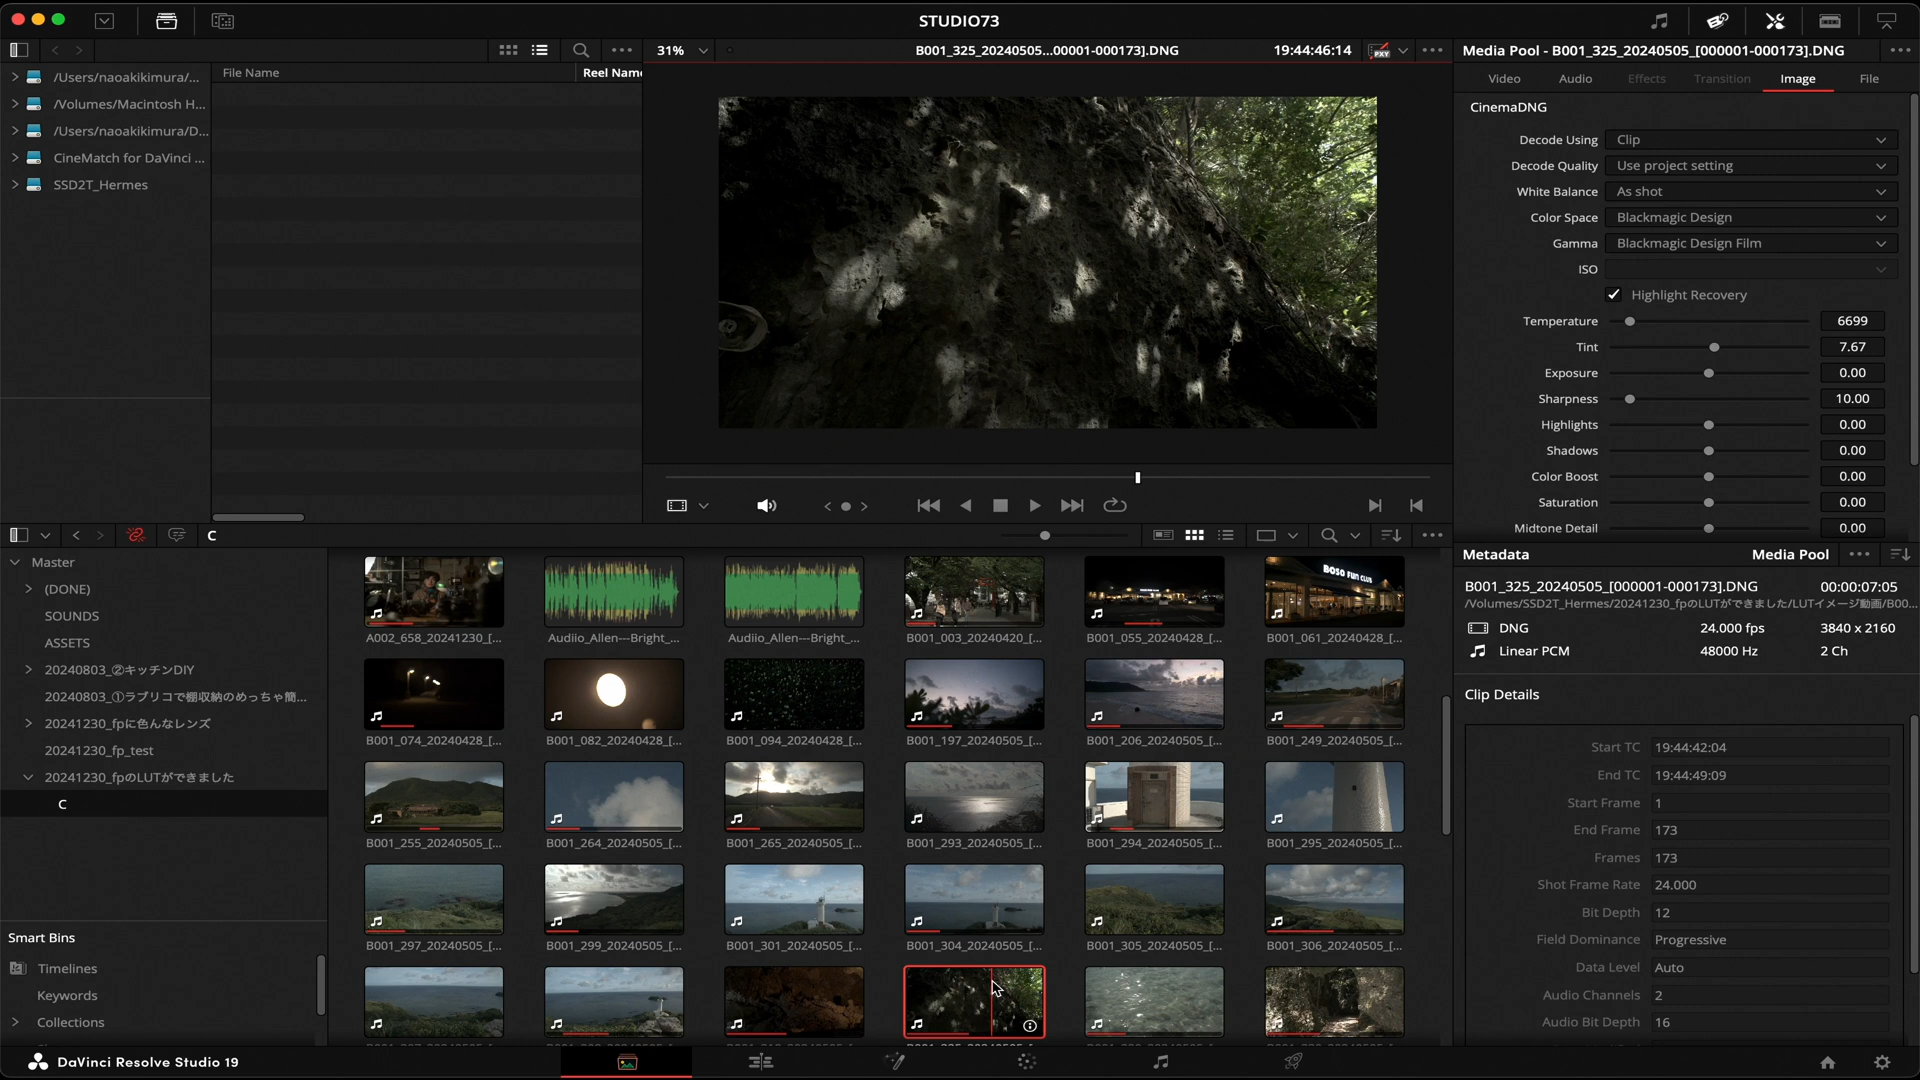 STUDIO73
31%
B001_325_20240505...00001-000173].DNG
19:44:46:14
PXY
Media Pool - B001_325_20240505_[000001-000173].DNG
/Users/naoakikimura/...
/Volumes/Macintosh H...
/Users/naoakikimura/D...
CineMatch for DaVinci ...
SSD2T_Hermes
File Name
Reel Name
Video
Audio
Effects
Transition
Image
File
CinemaDNG
Decode Using
Clip
Decode Quality
Use project setting
White Balance
As shot
Color Space
Blackmagic Design
Gamma
Blackmagic Design Film
ISO
Highlight Recovery
Temperature
6699
Tint
7.67
Exposure
0.00
Sharpness
10.00
Highlights
0.00
Shadows
0.00
Color Boost
0.00
Saturation
0.00
Midtone Detail
0.00
C
Master
(DONE)
SOUNDS
ASSETS
20240803_②キッチンDIY
20240803_①ラブリコで棚収納のめっちゃ簡...
20241230_fpに色んなレンズ
20241230_fp_test
20241230_fpのLUTができました
C
Smart Bins
Timelines
Keywords
Collections
BOSO FUN CLUB
A002_658_20241230_[...
Audiio_Allen---Bright_...
Audiio_Allen---Bright_...
B001_003_20240420_[...
B001_055_20240428_[...
B001_061_20240428_[...
B001_074_20240428_[...
B001_082_20240428_[...
B001_094_20240428_[...
B001_197_20240505_[...
B001_206_20240505_[...
B001_249_20240505_[...
B001_255_20240505_[...
B001_264_20240505_[...
B001_265_20240505_[...
B001_293_20240505_[...
B001_294_20240505_[...
B001_295_20240505_[...
B001_297_20240505_[...
B001_299_20240505_[...
B001_301_20240505_[...
B001_304_20240505_[...
B001_305_20240505_[...
B001_306_20240505_[...
Metadata
Media Pool
B001_325_20240505_[000001-000173].DNG
00:00:07:05
/Volumes/SSD2T_Hermes/20241230_fpのLUTができました/LUTイメージ動画/B00...
DNG
24.000 fps
3840 x 2160
Linear PCM
48000 Hz
2 Ch
Clip Details
Start TC
19:44:42:04
End TC
19:44:49:09
Start Frame
1
End Frame
173
Frames
173
Shot Frame Rate
24.000
Bit Depth
12
Field Dominance
Progressive
Data Level
Auto
Audio Channels
2
Audio Bit Depth
16
DaVinci Resolve Studio 19